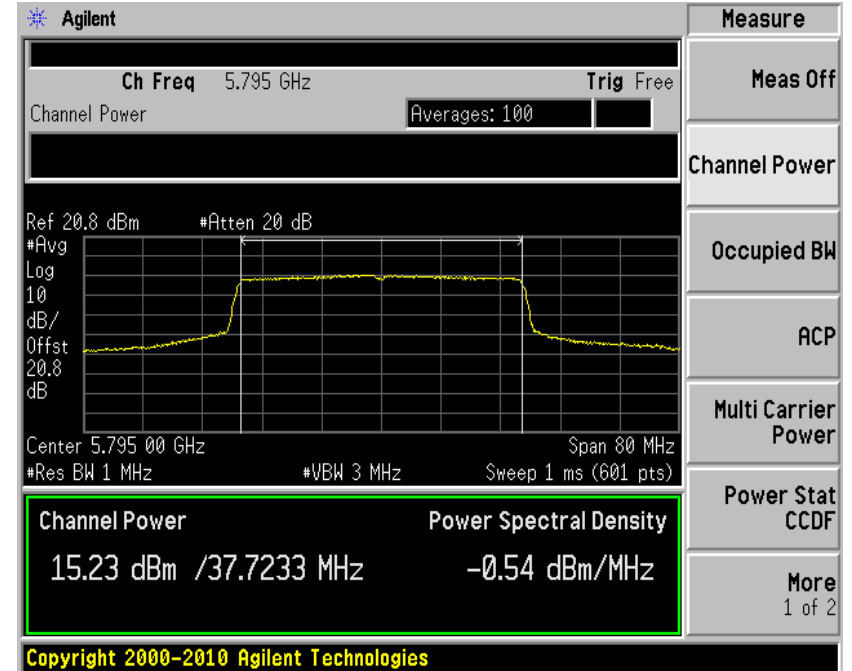 Agilent
Measure
Ch Freq 5.795 GHz Trig Free
Channel Power Averages: 100
Ref 20.8 dBm #Atten 20 dB
#Avg
Log
10
dB/
Offst
20.8
dB
Center 5.795 00 GHz Span 80 MHz
#Res BW 1 MHz #VBW 3 MHz Sweep 1 ms (601 pts)
Channel Power Power Spectral Density
15.23 dBm /37.7233 MHz -0.54 dBm/MHz
Copyright 2000-2010 Agilent Technologies
Meas Off
Channel Power
Occupied BW
ACP
Multi Carrier
Power
Power Stat
CCDF
More
1 of 2